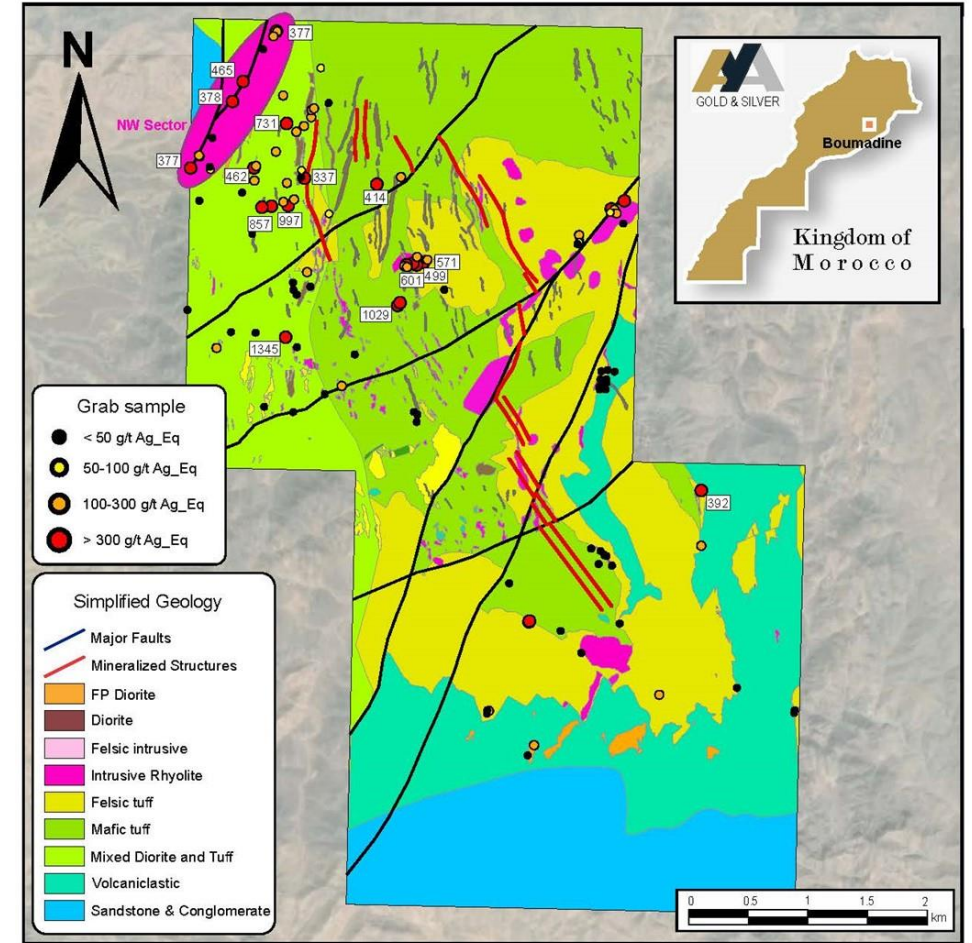 N
377
465
378
NW Sector
731
377
462
337
414
857
997
571
499
601
1029
1345
392
GOLD & SILVER
Boumadine
Kingdom of
Morocco
Grab sample
< 50 g/t Ag_Eq
50-100 g/t Ag_Eq
100-300 g/t Ag_Eq
> 300 g/t Ag_Eq
Simplified Geology
Major Faults
Mineralized Structures
FP Diorite
Diorite
Felsic intrusive
Intrusive Rhyolite
Felsic tuff
Mafic tuff
Mixed Diorite and Tuff
Volcaniclastic
Sandstone & Conglomerate
0 0.5 1 1.5 2
km